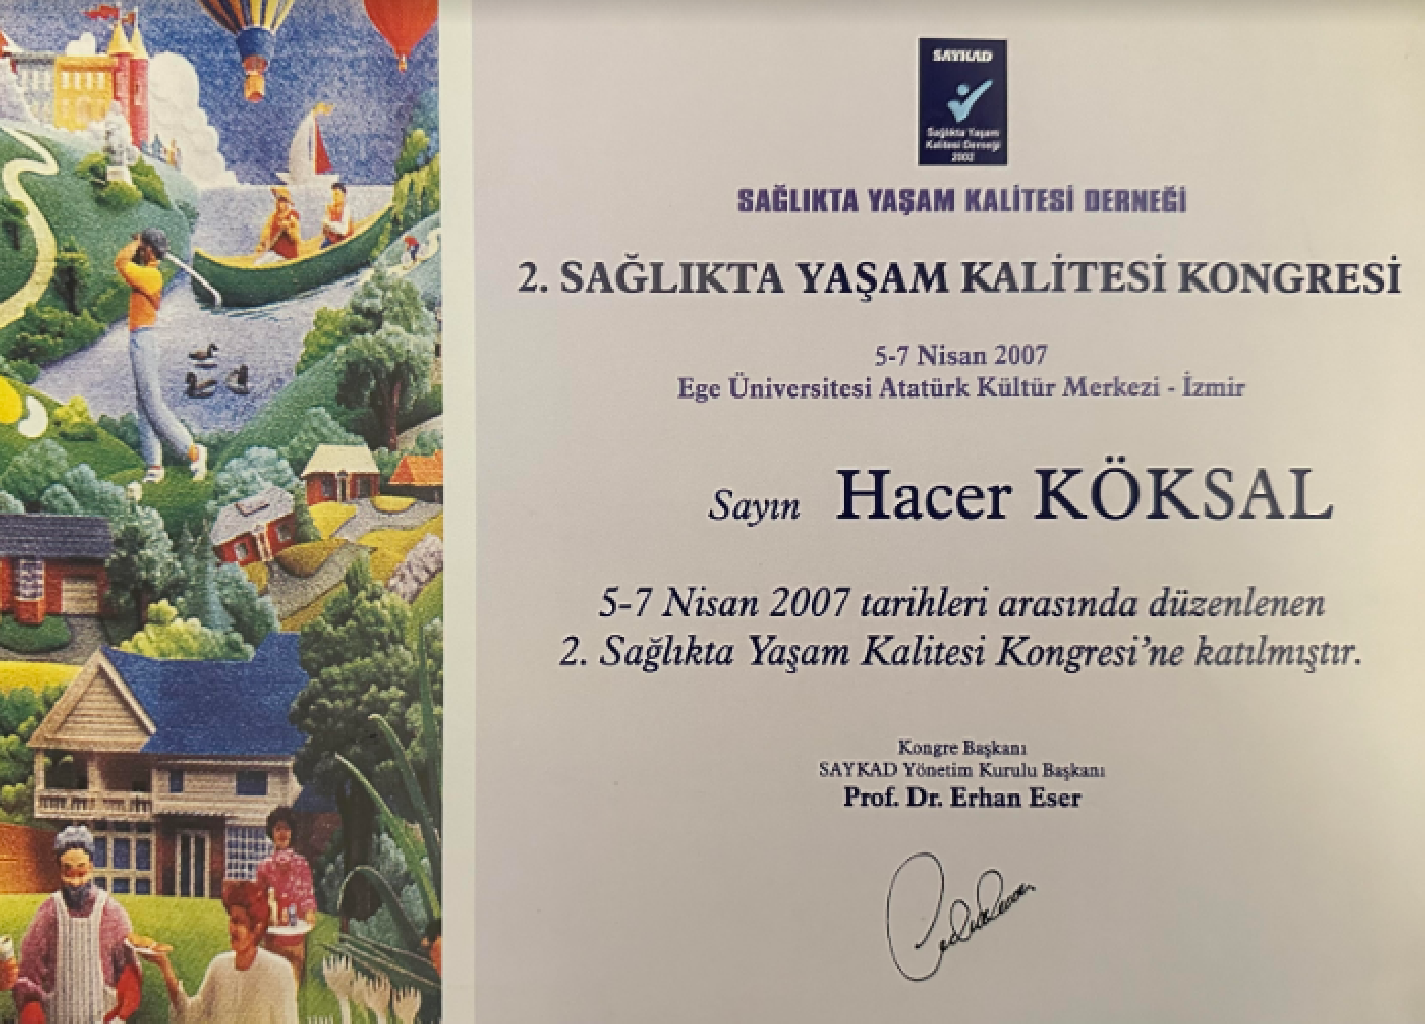 SAYKAD
Sağlıkta Yaşam
Kalitesi Derneği
2002
SAĞLIKTA YAŞAM KALİTESİ DERNEĞİ
2. SAĞLIKTA YAŞAM KALİTESİ KONGRESİ
5-7 Nisan 2007
Ege Üniversitesi Atatürk Kültür Merkezi - İzmir
Sayın Hacer KÖKSAL
5-7 Nisan 2007 tarihleri arasında düzenlenen
2. Sağlıkta Yaşam Kalitesi Kongresi'ne katılmıştır.
Kongre Başkanı
SAYKAD Yönetim Kurulu Başkanı
Prof. Dr. Erhan Eser